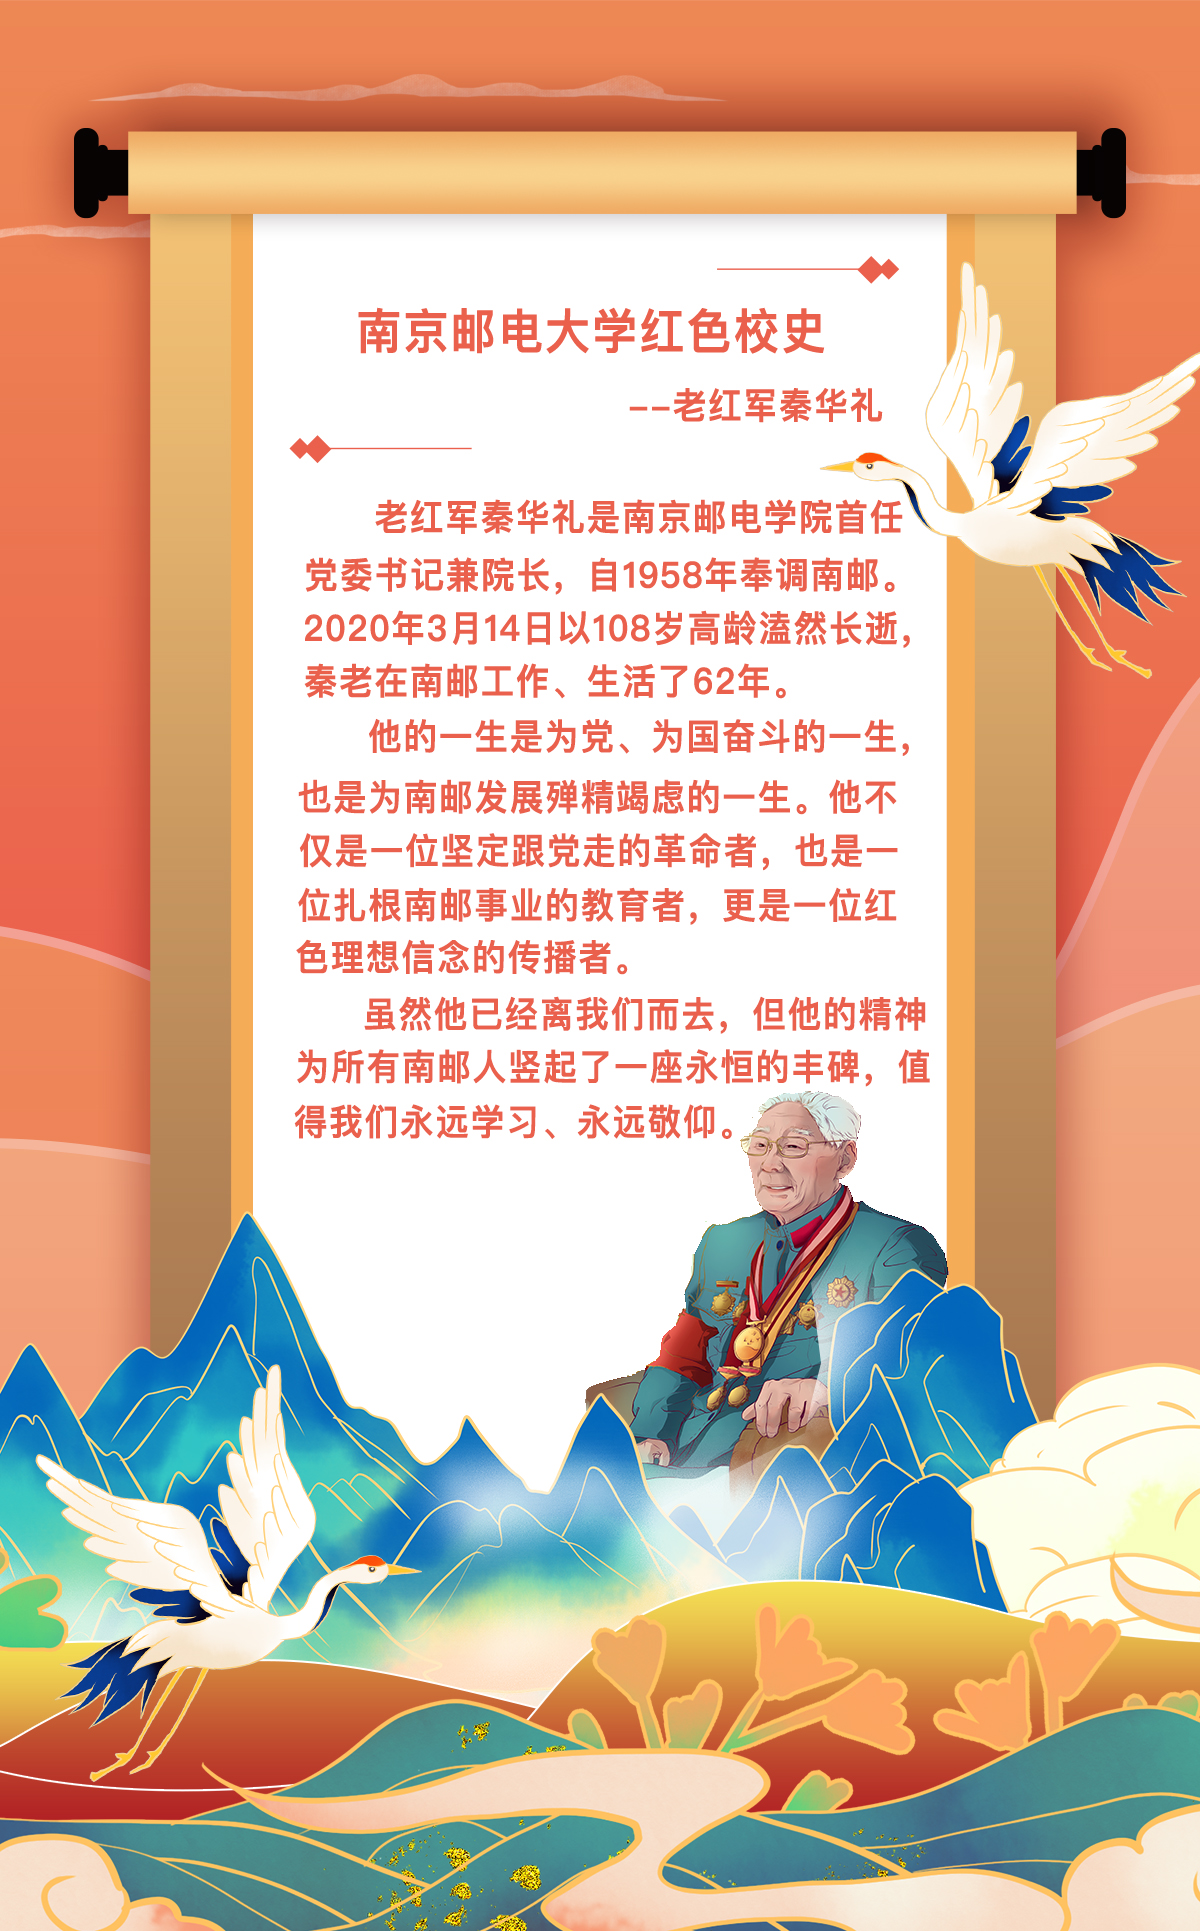 南京邮电大学红色校史
--老红军秦华礼
老红军秦华礼是南京邮电学院首任
党委书记兼院长，自1958年奉调南邮。
2020年3月14日以108岁高龄溘然长逝，
秦老在南邮工作、生活了62年。
他的一生是为党、为国奋斗的一生，
也是为南邮发展殚精竭虑的一生。他不
仅是一位坚定跟党走的革命者，也是一
位扎根南邮事业的教育者，更是一位红
色理想信念的传播者。
虽然他已经离我们而去，但他的精神
为所有南邮人竖起了一座永恒的丰碑，值
得我们永远学习、永远敬仰。